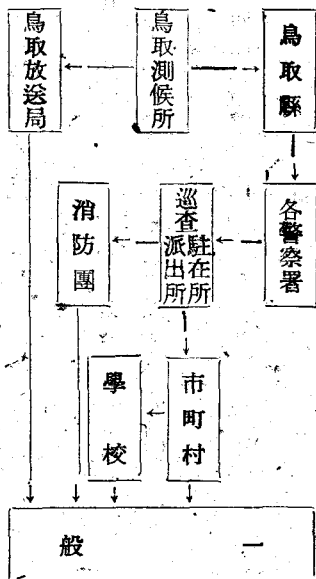 鳥取縣
鳥取測候所
鳥取放送局
各警察署
巡査駐在所
派出所
消防團
市町村
學校
一般